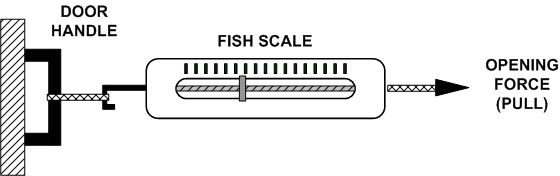 DOOR
HANDLE
FISH SCALE
OPENING
FORCE
(PULL)